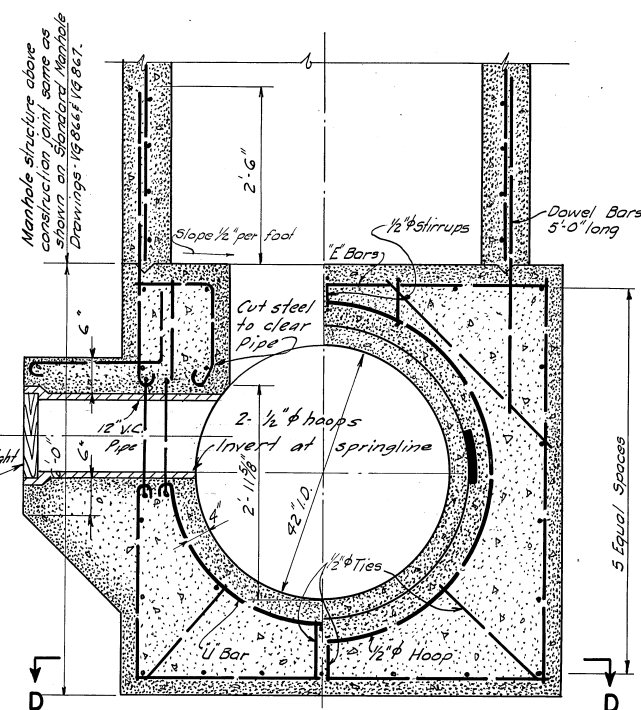 Manhole structure above
construction joint same as
shown on Standard Manhole
Drawings - VG 866 & VG 867.
2'-6"
Slope 1/2" per foot
"E" Bars
1/2" ϕ Stirrups
Dowel Bars
5'-0" long
6"
Cut steel
to clear
Pipe
12" V.C.
Pipe
2- 1/2" ϕ hoops
Invert at springline
6"
2'-11 5/8"
42" I.D.
4"
5 Equal Spaces
1/2" ϕ Ties
U Bar
1/2" ϕ Hoop
D
D